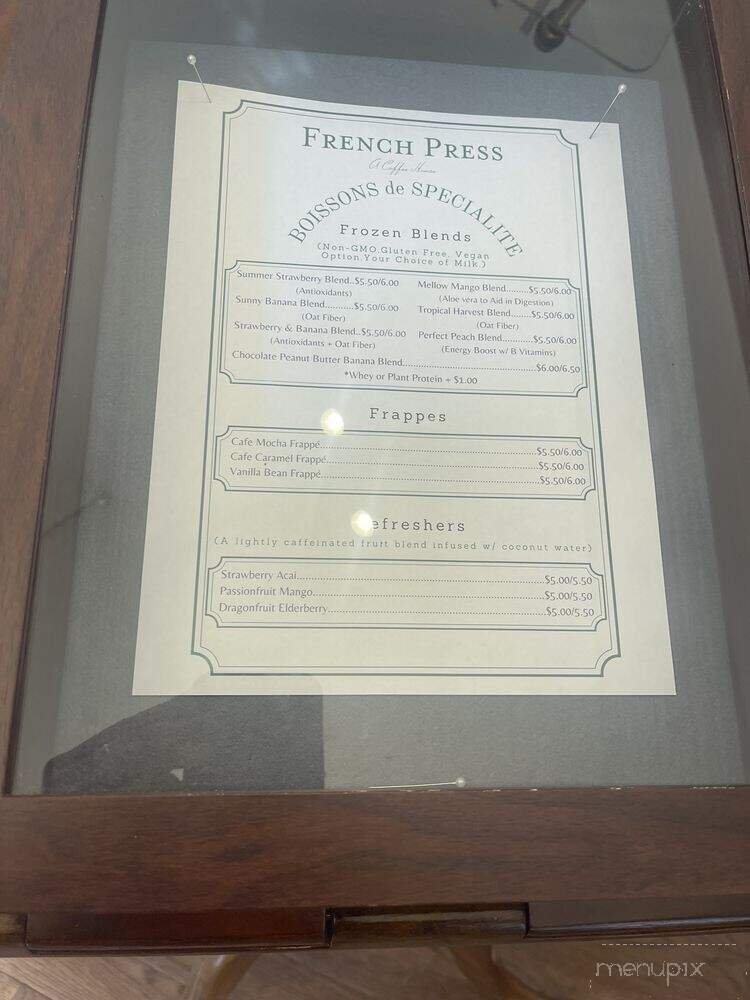 FRENCH PRESS
A Coffee House
BOISSONS de SPECIALITE
Frozen Blends
(Non-GMO,Gluten Free, Vegan
Option,Your Choice of Milk.)
Summer Strawberry Blend..$5.50/6.00
(Antioxidants)
Sunny Banana Blend...........$5.50/6.00
(Oat Fiber)
Strawberry & Banana Blend..$5.50/6.00
(Antioxidants + Oat Fiber)
Mellow Mango Blend.........$5.50/6.00
(Aloe vera to Aid in Digestion)
Tropical Harvest Blend........$5.50/6.00
(Oat Fiber)
Perfect Peach Blend...........$5.50/6.00
(Energy Boost w/ B Vitamins)
Chocolate Peanut Butter Banana Blend.............................................$6.00/6.50
*Whey or Plant Protein + $1.00
Frappes
Cafe Mocha Frappé..........................................................................$5.50/6.00
Cafe Caramel Frappé........................................................................$5.50/6.00
Vanilla Bean Frappé.........................................................................$5.50/6.00
efreshers
(A lightly caffeinated fruit blend infused w/ coconut water)
Strawberry Acai................................................................................$5.00/5.50
Passionfruit Mango............................................................................$5.00/5.50
Dragonfruit Elderberry.......................................................................$5.00/5.50
menupix